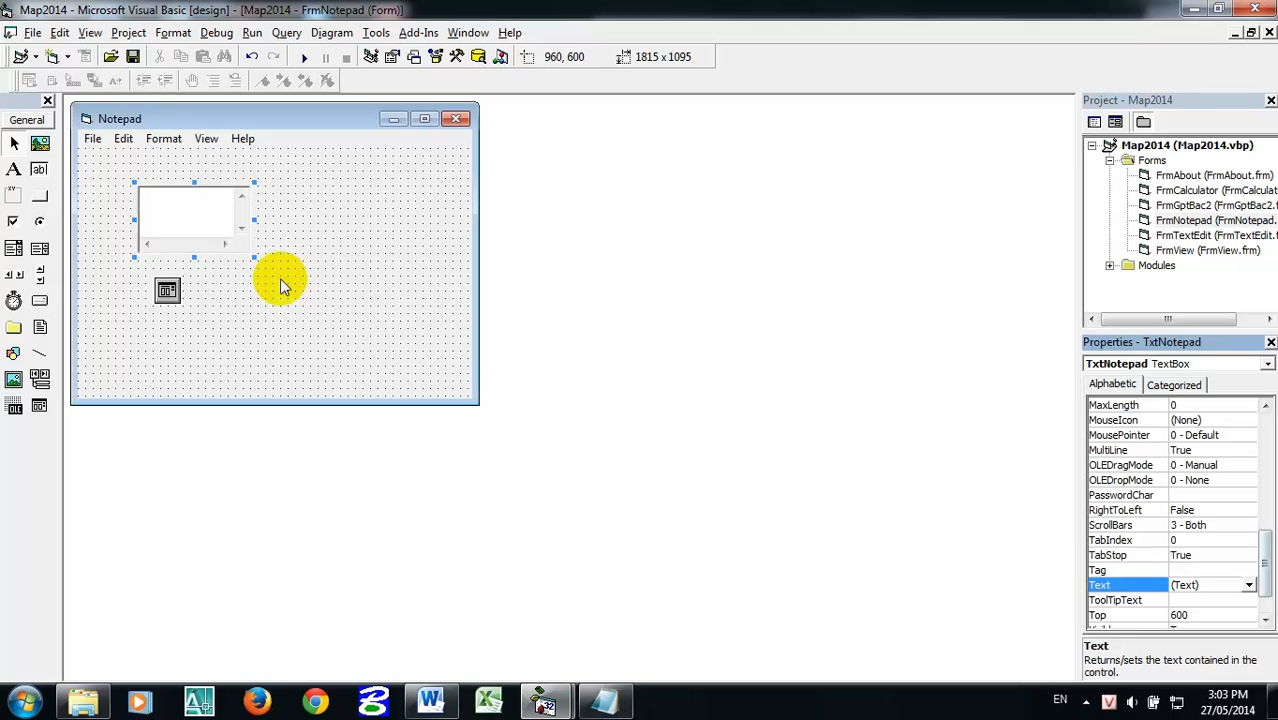 Map2014 - Microsoft Visual Basic [design] - [Map2014 - FrmNotepad (Form)]
File Edit View Project Format Debug Run Query Diagram Tools Add-Ins Window Help
960, 600 1815 x 1095
General
Notepad
File Edit Format View Help
Project - Map2014
Map2014 (Map2014.vbp)
Forms
FrmAbout (FrmAbout.frm)
FrmCalculator (FrmCalculat
FrmGptBac2 (FrmGptBac2.
FrmNotepad (FrmNotepad.
FrmTextEdit (FrmTextEdit.
FrmView (FrmView.frm)
Modules
Properties - TxtNotepad
TxtNotepad TextBox
Alphabetic Categorized
MaxLength 0
MouseIcon (None)
MousePointer 0 - Default
MultiLine True
OLEDragMode 0 - Manual
OLEDropMode 0 - None
PasswordChar
RightToLeft False
ScrollBars 3 - Both
TabIndex 0
TabStop True
Tag
Text (Text)
ToolTipText
Top 600
Text
Returns/sets the text contained in the
control.
EN
3:03 PM
27/05/2014